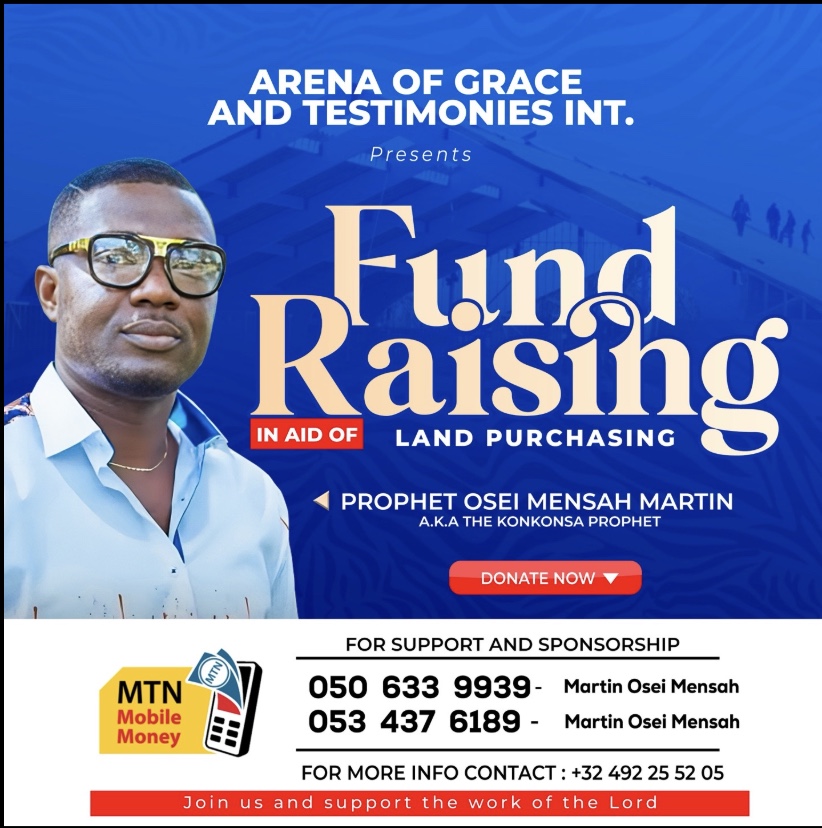 ARENA OF GRACE
AND TESTIMONIES INT.
Presents
Fund
Raising
IN AID OF LAND PURCHASING
PROPHET OSEI MENSAH MARTIN
A.K.A THE KONKONSA PROPHET
DONATE NOW
FOR SUPPORT AND SPONSORSHIP
MTN
Mobile
Money
MTN
050 633 9939 - Martin Osei Mensah
053 437 6189 - Martin Osei Mensah
FOR MORE INFO CONTACT : +32 492 25 52 05
Join us and support the work of the Lord